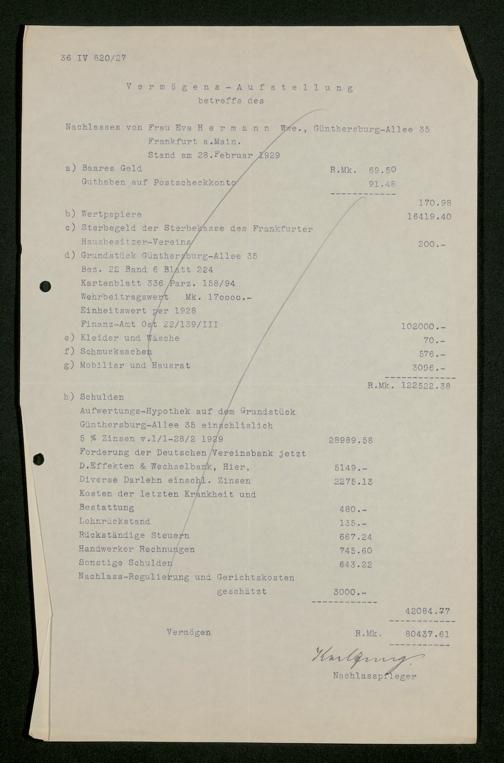 36 IV 620/27
Vermögens-Aufstellung
betreffs des
Nachlasses von Frau Eva Hermann Wwe., Günthersburg-Allee 35
Frankfurt a.Main.
Stand am 28.Februar 1929
a) Baares Geld R.Mk. 69.50
Guthaben auf Postscheckkonto 91.48
170.98
b) Wertpapiere 16419.40
c) Sterbegeld der Sterbekasse des Frankfurter
Hausbesitzer-Vereins 200.-
d) Grundstück Günthersburg-Allee 35
Bez. 22 Band 6 Blatt 224
Kartenblatt 336 Parz. 158/94
Wehrbeitragswert Mk. 170000.-
Einheitswert per 1928
Finanz-Amt Ost 22/139/III 102000.-
e) Kleider und Wäsche 70.-
f) Schmucksachen 576.-
g) Mobiliar und Hausrat 3096.-
R.Mk. 122522.38
h) Schulden
Aufwertungs-Hypothek auf dem Grundstück
Günthersburg-Allee 35 einschlislich
5 % Zinsen v.1/1-28/2 1929 28989.58
Forderung der Deutschen Vereinsbank jetzt
D.Effekten & Wechselbank, Hier, 5149.-
Diverse Darlehn einschl. Zinsen 2275.13
Kosten der letzten Krankheit und
Bestattung 480.-
Lohnrückstand 135.-
Rückständige Steuern 667.24
Handwerker Rechnungen 745.60
Sonstige Schulden 643.22
Nachlass-Regulierung und Gerichtskosten
geschätzt 3000.-
42084.77
Vermögen R.Mk. 80437.61
Nachlasspfleger